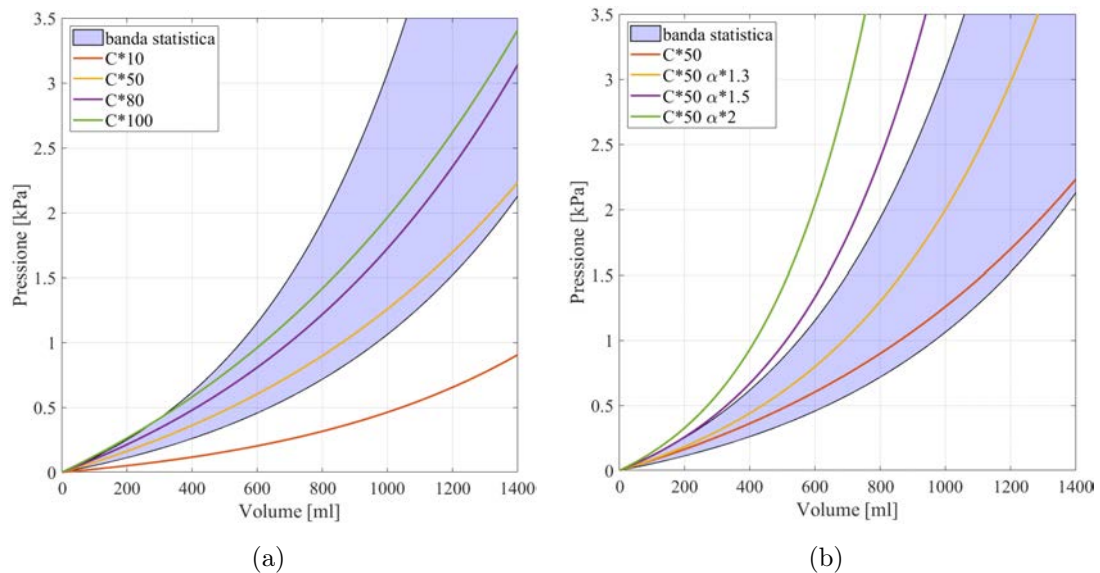 3.5
3
2.5
2
1.5
1
0.5
0
Pressione [kPa]
banda statistica
C*10
C*50
C*80
C*100
0 200 400 600 800 1000 1200 1400
Volume [ml]
(a)
3.5
3
2.5
2
1.5
1
0.5
0
Pressione [kPa]
banda statistica
C*50
C*50 α*1.3
C*50 α*1.5
C*50 α*2
0 200 400 600 800 1000 1200 1400
Volume [ml]
(b)